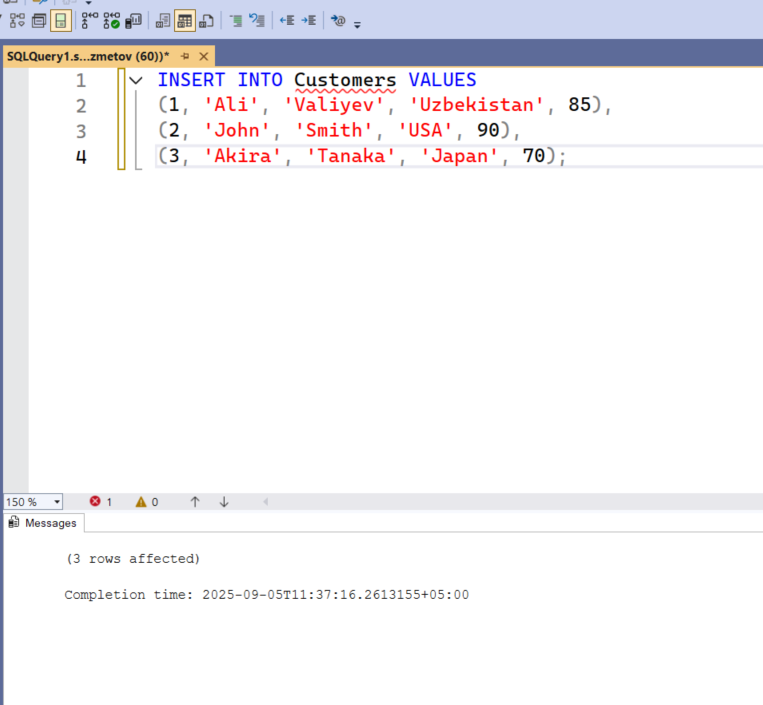 SQLQuery1.s...zmetov (60))*
1 INSERT INTO Customers VALUES
2 (1, 'Ali', 'Valiyev', 'Uzbekistan', 85),
3 (2, 'John', 'Smith', 'USA', 90),
4 (3, 'Akira', 'Tanaka', 'Japan', 70);
150 % 1 0
Messages
(3 rows affected)
Completion time: 2025-09-05T11:37:16.2613155+05:00